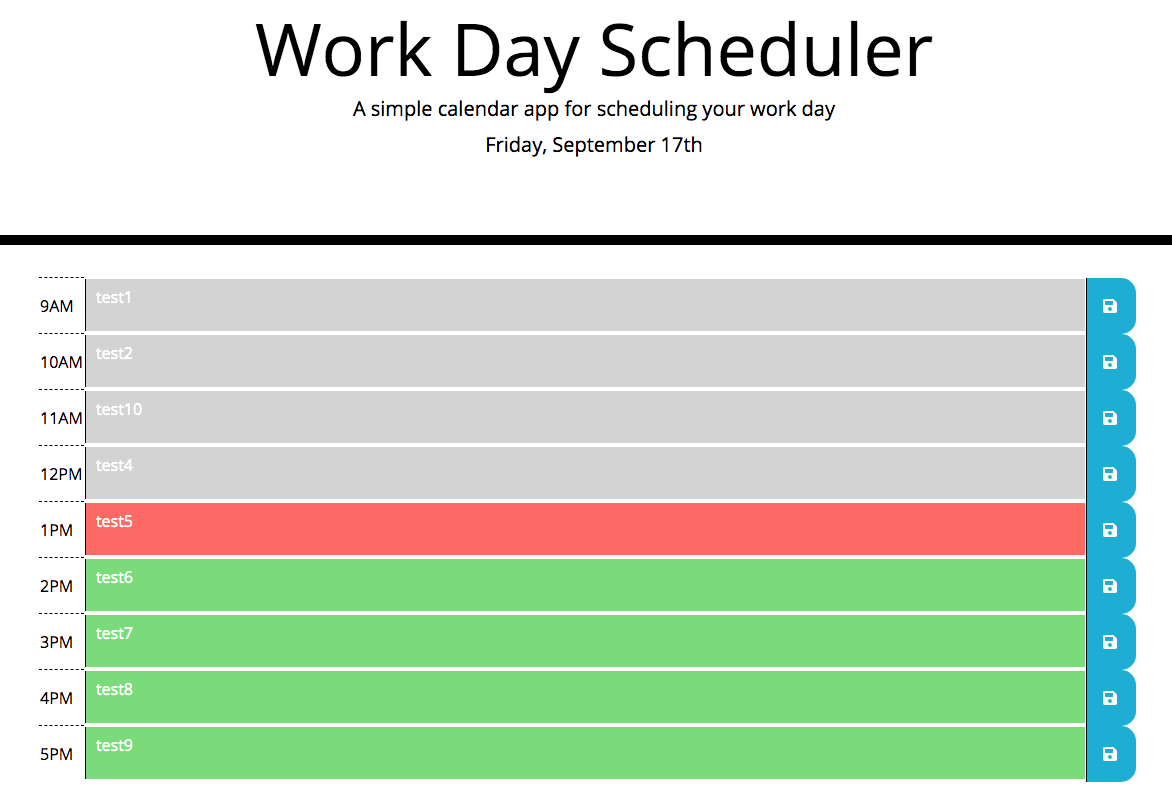 Work Day Scheduler
A simple calendar app for scheduling your work day
Friday, September 17th
9AM test1
10AM test2
11AM test10
12PM test4
1PM test5
2PM test6
3PM test7
4PM test8
5PM test9